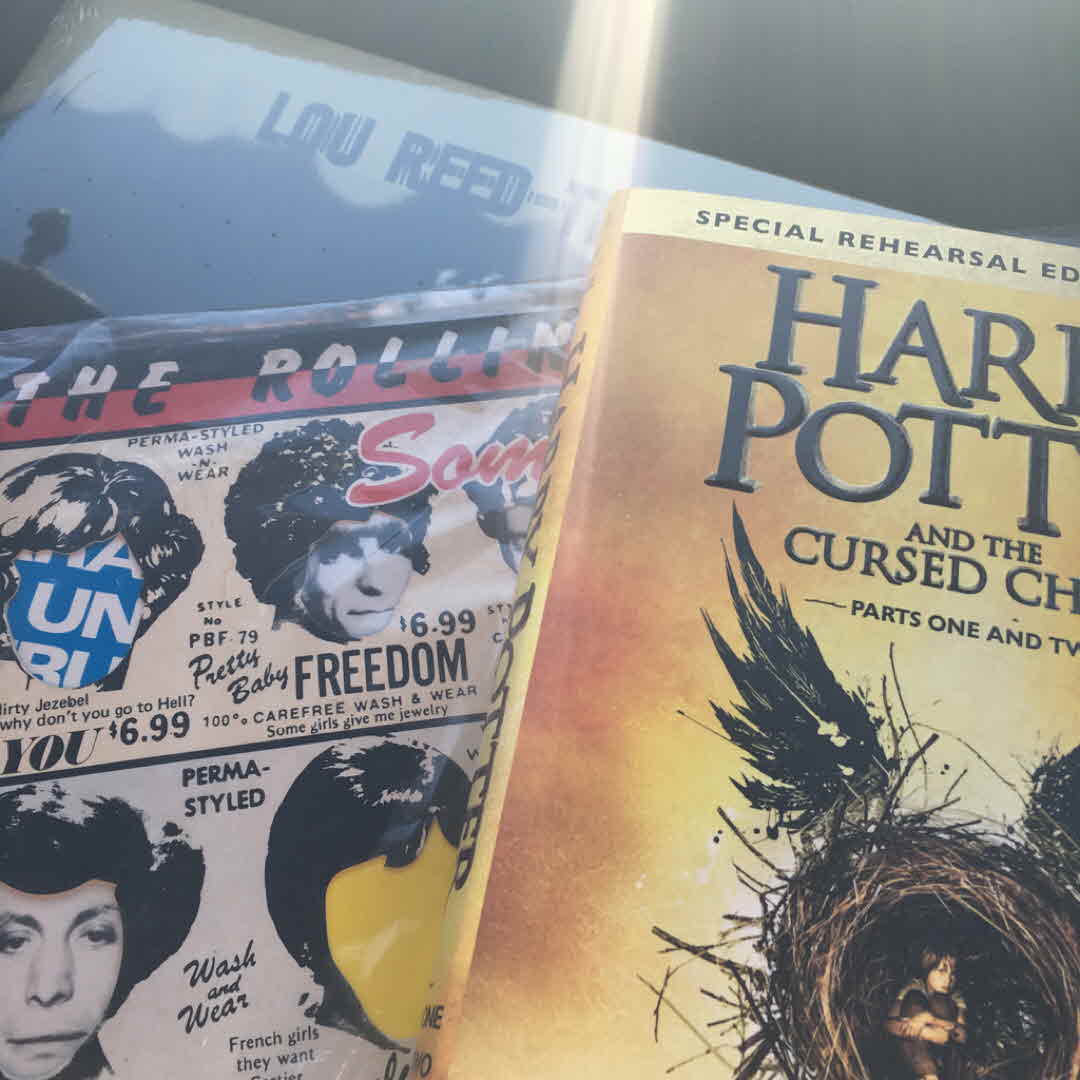 LOU REED
THE ROLLIN
Som
PERMA-STYLED
WASH
-N-
WEAR
UN
STYLE
No
PBF 79
Pretty
Baby
$6.99
FREEDOM
100% CAREFREE WASH & WEAR
Some girls give me jewelry
dirty Jezebel
why don't you go to Hell?
YOU $6.99
PERMA-
STYLED
Wash
and
Wear
French girls
they want
SPECIAL REHEARSAL ED
HARR
POTT
AND THE
CURSED CH
PARTS ONE AND TW